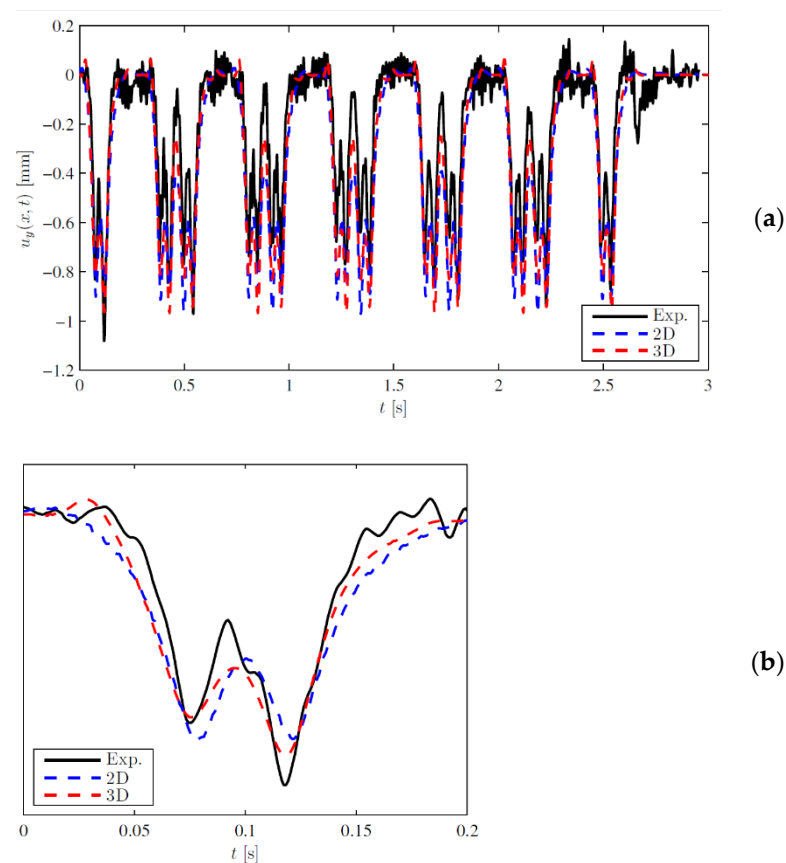 0.2
0
−0.2
−0.4
−0.6
−0.8
−1
−1.2
u_y(x, t) [mm]
0 0.5 1 1.5 2 2.5 3
t [s]
Exp.
2D
3D
(a)
Exp.
2D
3D
0 0.05 0.1 0.15 0.2
t [s]
(b)